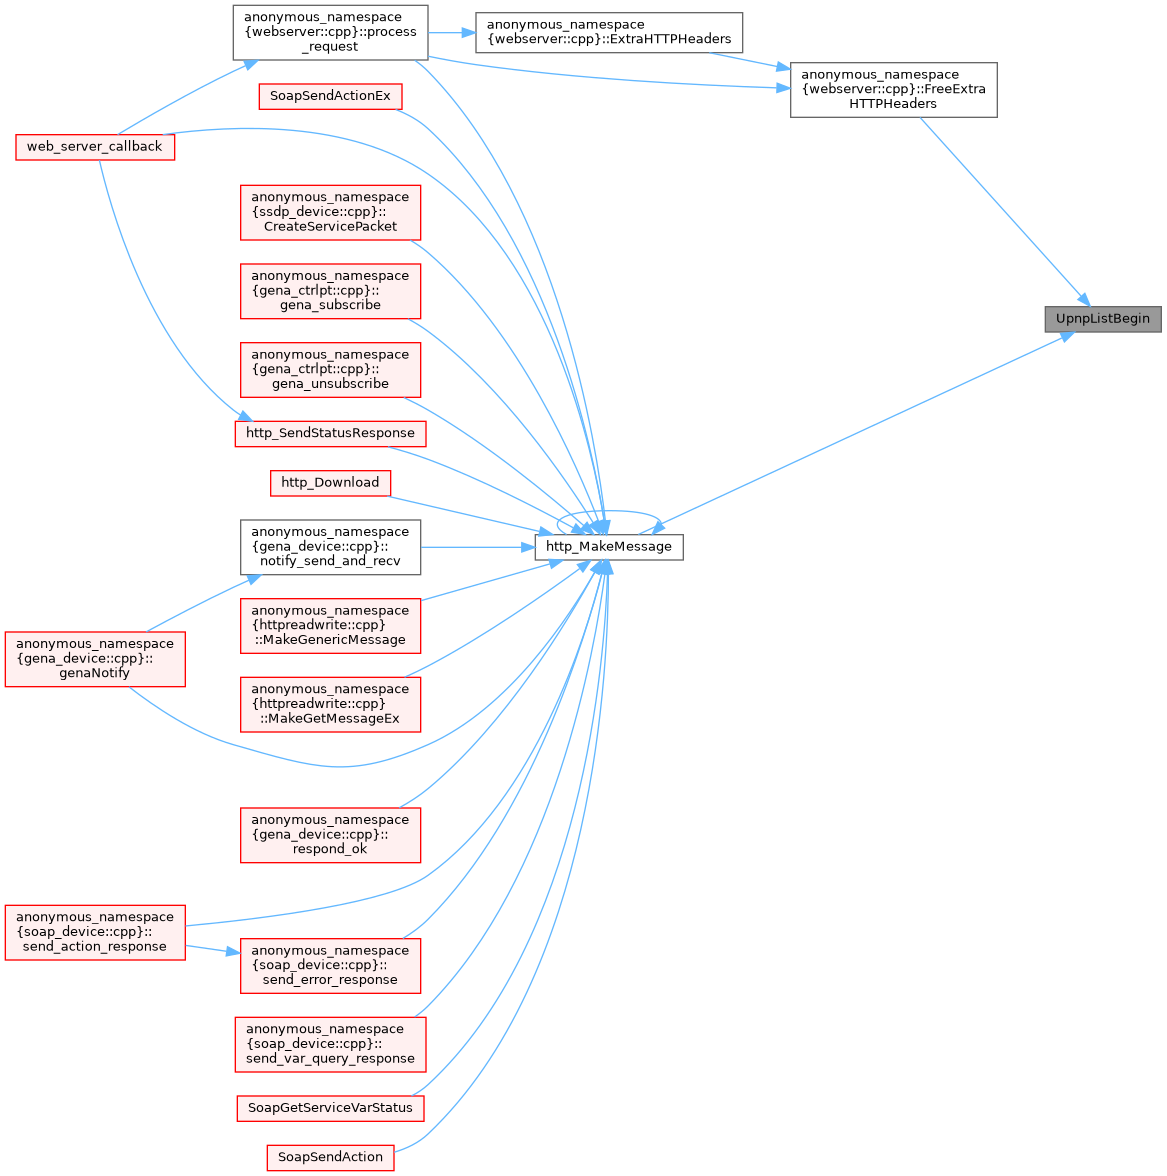 anonymous_namespace
{webserver::cpp}::process
_request
anonymous_namespace
{webserver::cpp}::ExtraHTTPHeaders
anonymous_namespace
{webserver::cpp}::FreeExtra
HTTPHeaders
SoapSendActionEx
web_server_callback
anonymous_namespace
{ssdp_device::cpp}::
CreateServicePacket
anonymous_namespace
{gena_ctrlpt::cpp}::
gena_subscribe
UpnpListBegin
anonymous_namespace
{gena_ctrlpt::cpp}::
gena_unsubscribe
http_SendStatusResponse
http_Download
anonymous_namespace
{gena_device::cpp}::
notify_send_and_recv
http_MakeMessage
anonymous_namespace
{httpreadwrite::cpp}
::MakeGenericMessage
anonymous_namespace
{gena_device::cpp}::
genaNotify
anonymous_namespace
{httpreadwrite::cpp}
::MakeGetMessageEx
anonymous_namespace
{gena_device::cpp}::
respond_ok
anonymous_namespace
{soap_device::cpp}::
send_action_response
anonymous_namespace
{soap_device::cpp}::
send_error_response
anonymous_namespace
{soap_device::cpp}::
send_var_query_response
SoapGetServiceVarStatus
SoapSendAction